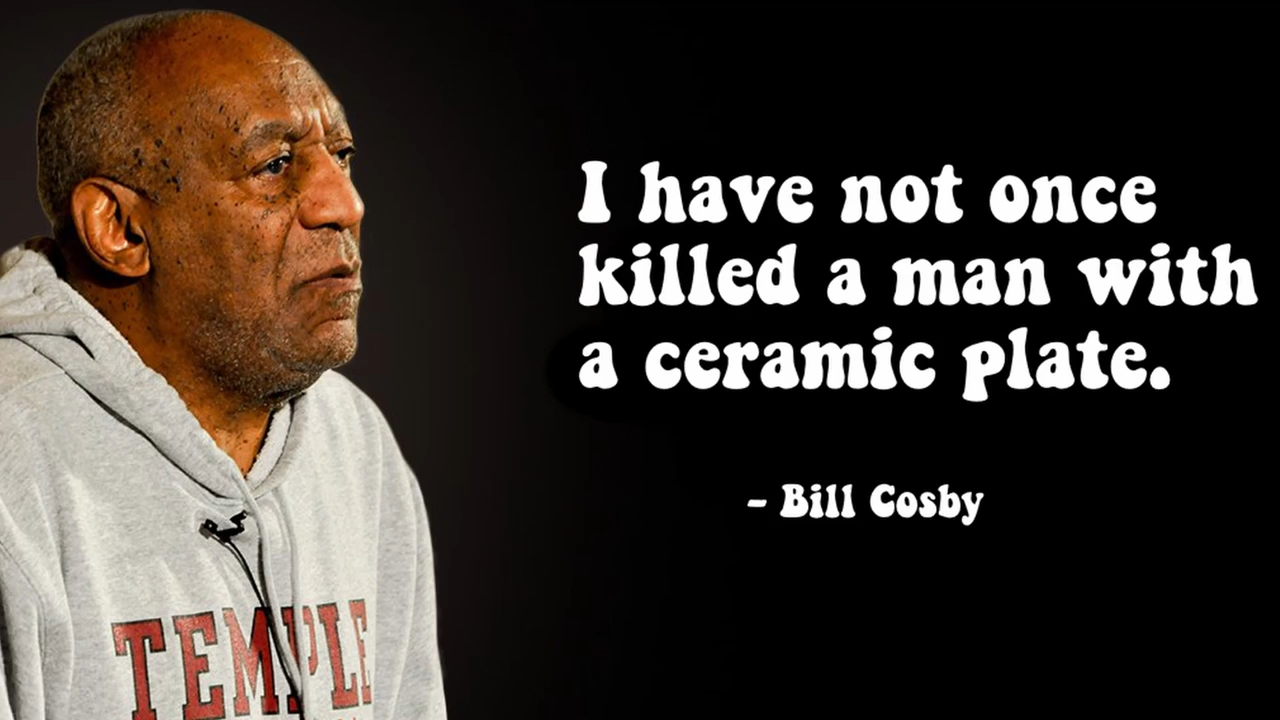 I have not once
killed a man with
a ceramic plate.
– Bill Cosby
TEMPLE